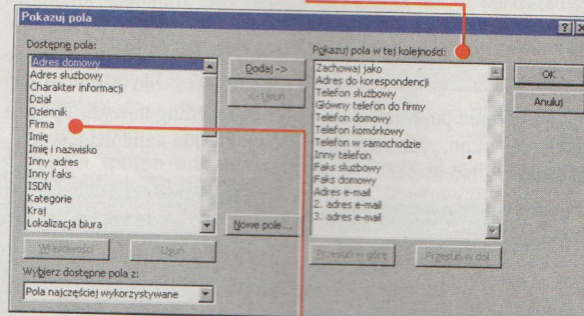 Pokazuj pola
Dostępne pola:
Adres domowy
Adres służbowy
Charakter informacji
Dział
Dziennik
Firma
Imię
Imię i nazwisko
Inny adres
Inny faks
ISDN
Kategorie
Kraj
Lokalizacja biura
Właściwości
Usuń
Wybierz dostępne pola z:
Pola najczęściej wykorzystywane
Dodaj ->
<- Usuń
Nowe pole...
Pokazuj pola w tej kolejności:
Zachowaj jako
Adres do korespondencji
Telefon służbowy
Główny telefon do firmy
Telefon domowy
Telefon komórkowy
Telefon w samochodzie
Inny telefon
Faks służbowy
Faks domowy
Adres e-mail
2. adres e-mail
3. adres e-mail
Przesuń w górę
Przesuń w dół
OK
Anuluj